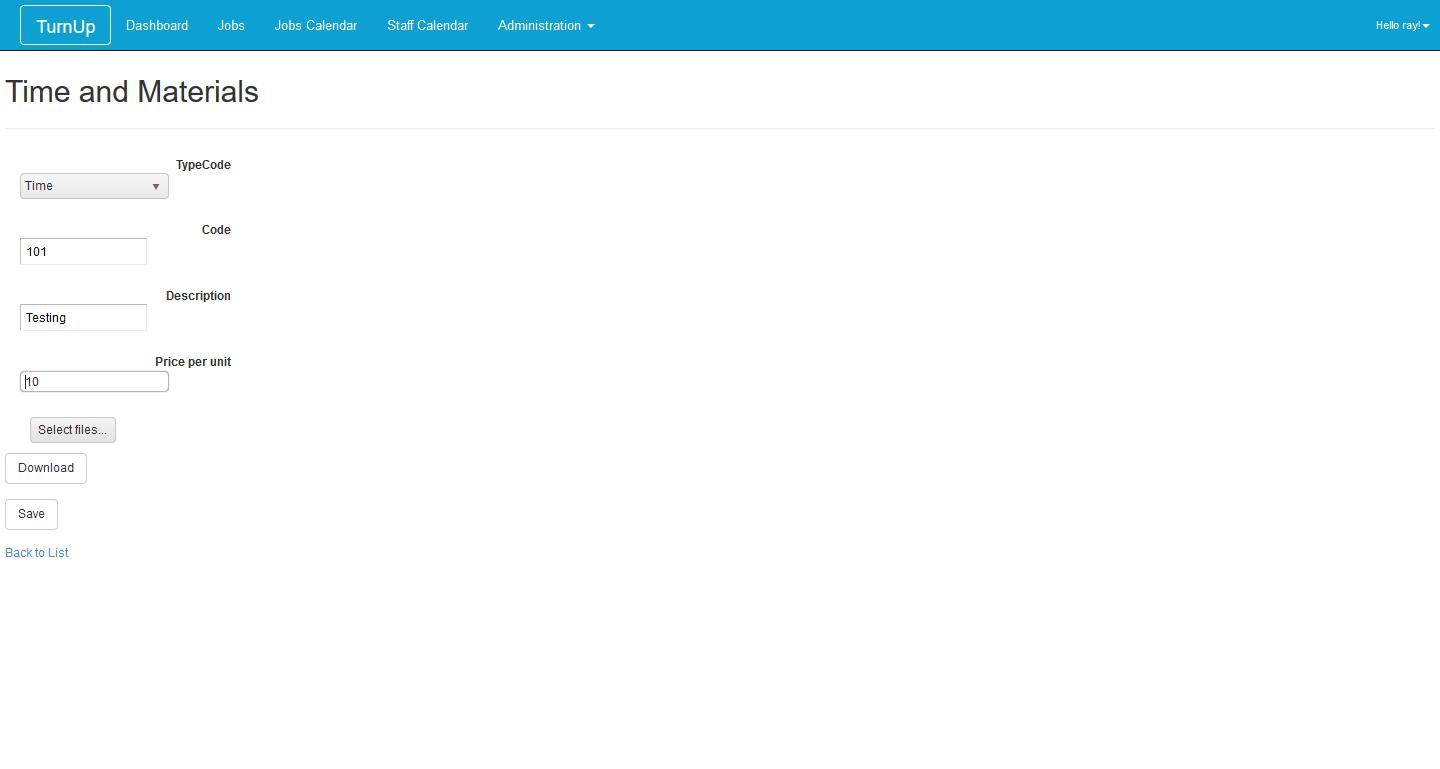 TurnUp Dashboard Jobs Jobs Calendar Staff Calendar Administration Hello ray!
Time and Materials
TypeCode
Time
Code
101
Description
Testing
Price per unit
10
Select files...
Download
Save
Back to List